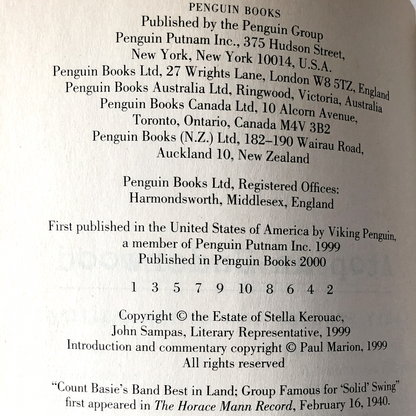 PENGUIN BOOKS
Published by the Penguin Group
Penguin Putnam Inc., 375 Hudson Street,
New York, New York 10014, U.S.A.
Penguin Books Ltd, 27 Wrights Lane, London W8 5TZ, England
Penguin Books Australia Ltd, Ringwood, Victoria, Australia
Penguin Books Canada Ltd, 10 Alcorn Avenue,
Toronto, Ontario, Canada M4V 3B2
Penguin Books (N.Z.) Ltd, 182–190 Wairau Road,
Auckland 10, New Zealand
Penguin Books Ltd, Registered Offices:
Harmondsworth, Middlesex, England
First published in the United States of America by Viking Penguin,
a member of Penguin Putnam Inc. 1999
Published in Penguin Books 2000
1 3 5 7 9 10 8 6 4 2
Copyright © the Estate of Stella Kerouac,
John Sampas, Literary Representative, 1999
Introduction and commentary copyright © Paul Marion, 1999
All rights reserved
“Count Basie's Band Best in Land; Group Famous for ‘Solid’ Swing”
first appeared in The Horace Mann Record, February 16, 1940.